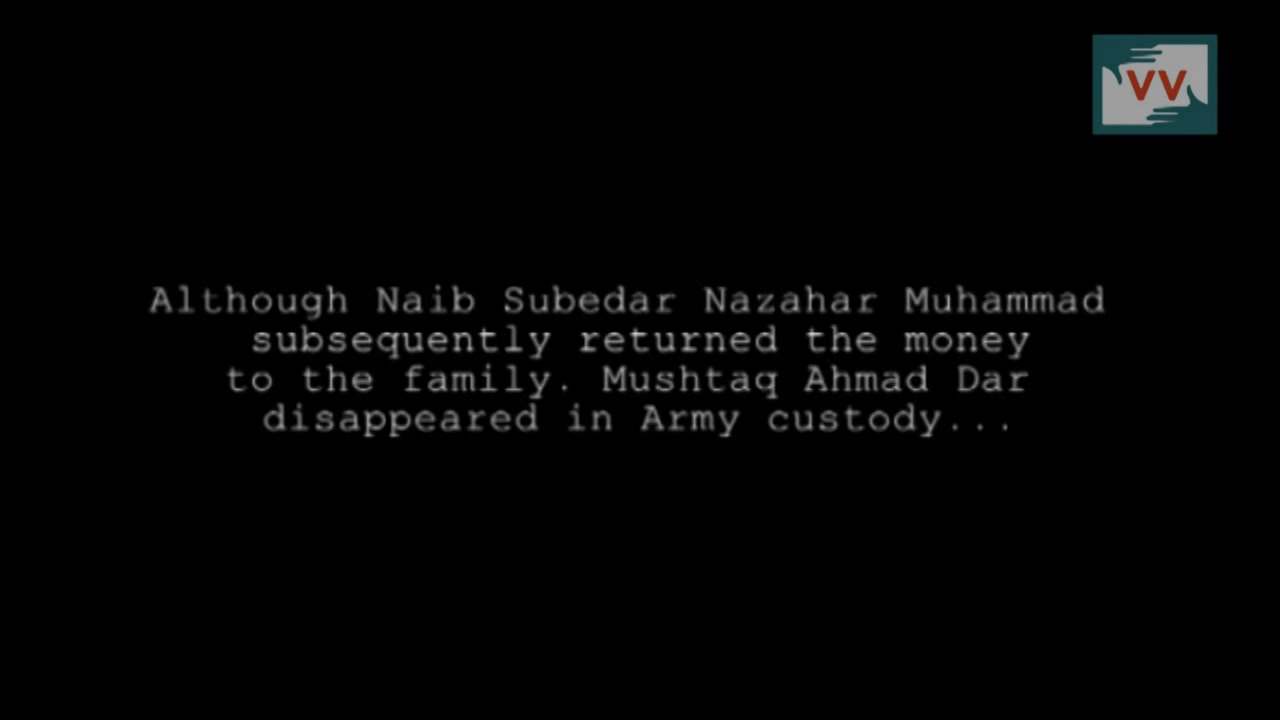 VV
Although Naib Subedar Nazahar Muhammad
subsequently returned the money
to the family. Mushtaq Ahmad Dar
disappeared in Army custody...